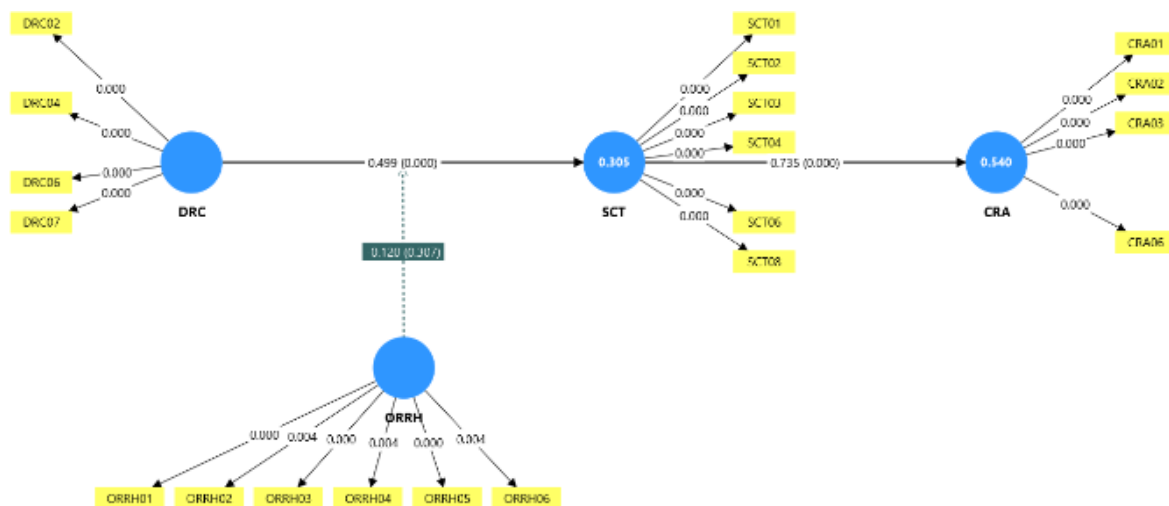 DRC02
DRC04
DRC06
DRC07
0.000
0.000
0.000
0.000
DRC
0.499 (0.000)
0.120 (0.307)
0.305
SCT
SCT01
SCT02
SCT03
SCT04
SCT06
SCT08
0.000
0.000
0.000
0.000
0.000
0.000
0.735 (0.000)
0.540
CRA
CRA01
CRA02
CRA03
CRA06
0.000
0.000
0.000
0.000
ORRH
0.000
0.004
0.000
0.004
0.000
0.004
ORRH01
ORRH02
ORRH03
ORRH04
ORRH05
ORRH06